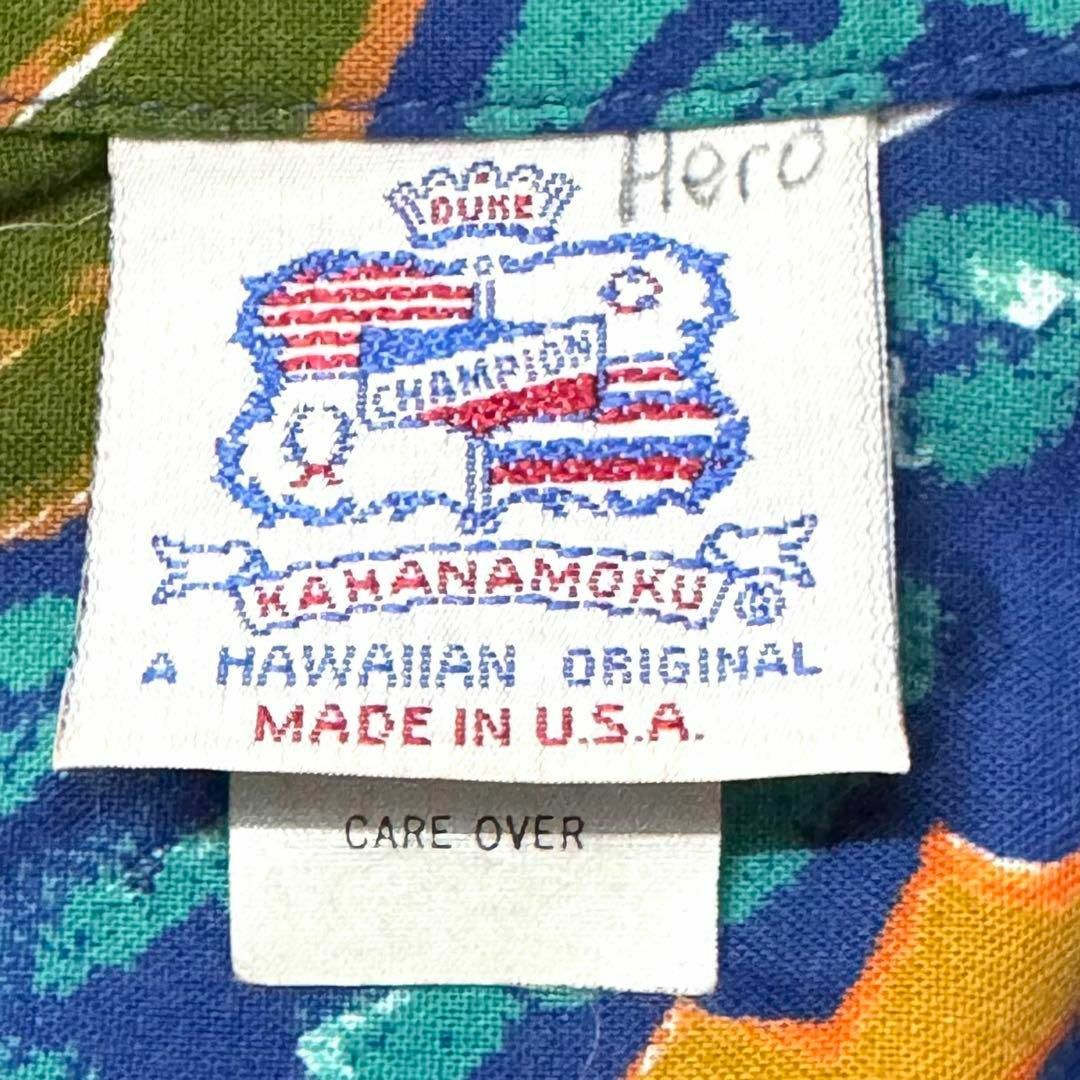 Hero
DUKE
CHAMPION
KAHANAMOKU ®
A HAWAIIAN ORIGINAL
MADE IN U.S.A.
CARE OVER